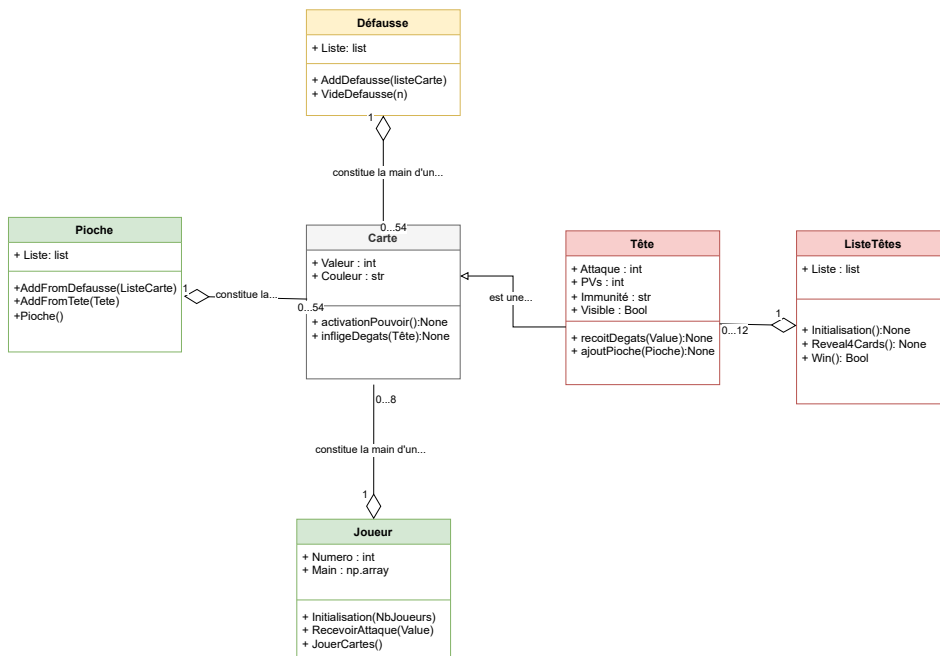 Défausse
+ Liste: list
+ AddDefausse(listeCarte)
+ VideDefausse(n)
1
constitue la main d'un...
0...54
Pioche
+ Liste: list
+AddFromDefausse(ListeCarte)
+AddFromTete(Tete)
+Pioche()
1
constitue la...
0...54
Carte
+ Valeur : int
+ Couleur : str
+ activationPouvoir():None
+ infligeDegats(Tête):None
est une...
Tête
+ Attaque : int
+ PVs : int
+ Immunité : str
+ Visible : Bool
+ recoitDegats(Value):None
+ ajoutPioche(Pioche):None
0...12
1
ListeTêtes
+ Liste : list
+ Initialisation():None
+ Reveal4Cards(): None
+ Win(): Bool
0...8
constitue la main d'un...
1
Joueur
+ Numero : int
+ Main : np.array
+ Initialisation(NbJoueurs)
+ RecevoirAttaque(Value)
+ JouerCartes()